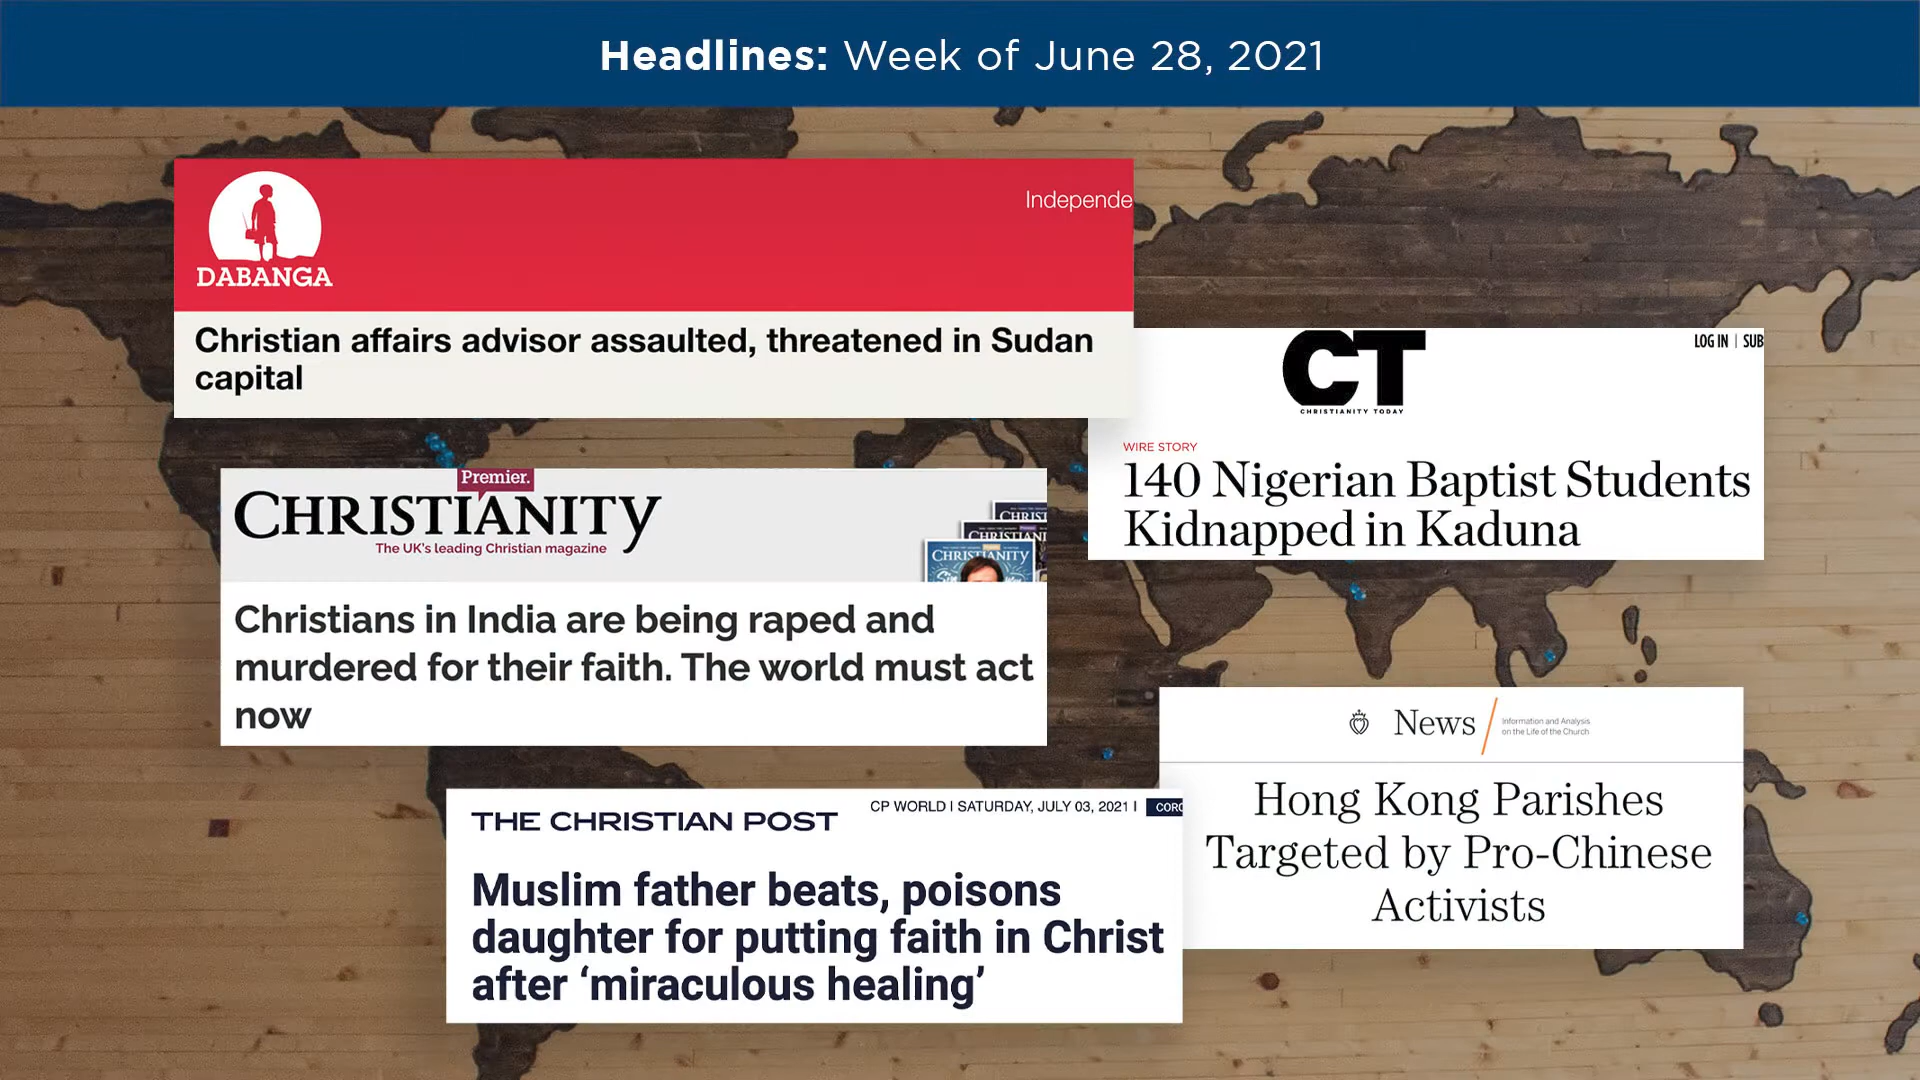 Headlines: Week of June 28, 2021
Independe
DABANGA
Christian affairs advisor assaulted, threatened in Sudan
capital
CT
CHRISTIANITY TODAY
LOG IN | SUB
WIRE STORY
140 Nigerian Baptist Students
Kidnapped in Kaduna
Premier.
CHRISTIANITY
The UK's leading Christian magazine
CHRIST
CHRISTIANI
CHRISTIANITY
Christians in India are being raped and
murdered for their faith. The world must act
now
News
Information and Analysis
on the Life of the Church
Hong Kong Parishes
Targeted by Pro-Chinese
Activists
THE CHRISTIAN POST
CP WORLD | SATURDAY, JULY 03, 2021 |
CORO
Muslim father beats, poisons
daughter for putting faith in Christ
after ‘miraculous healing’